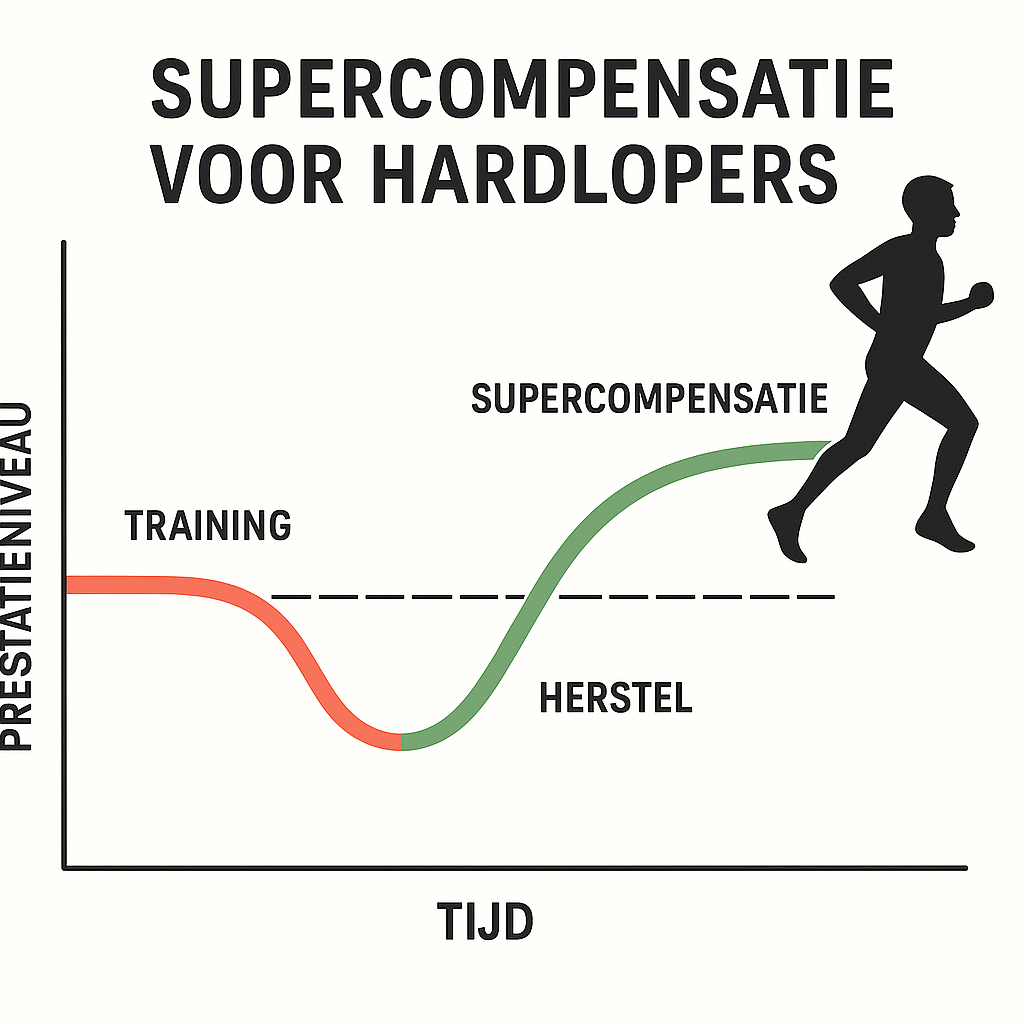 SUPERCOMPENSATIE
VOOR HARDLOPERS
SUPERCOMPENSATIE
TRAINING
PRESTATIENIVEAU
HERSTEL
TIJD